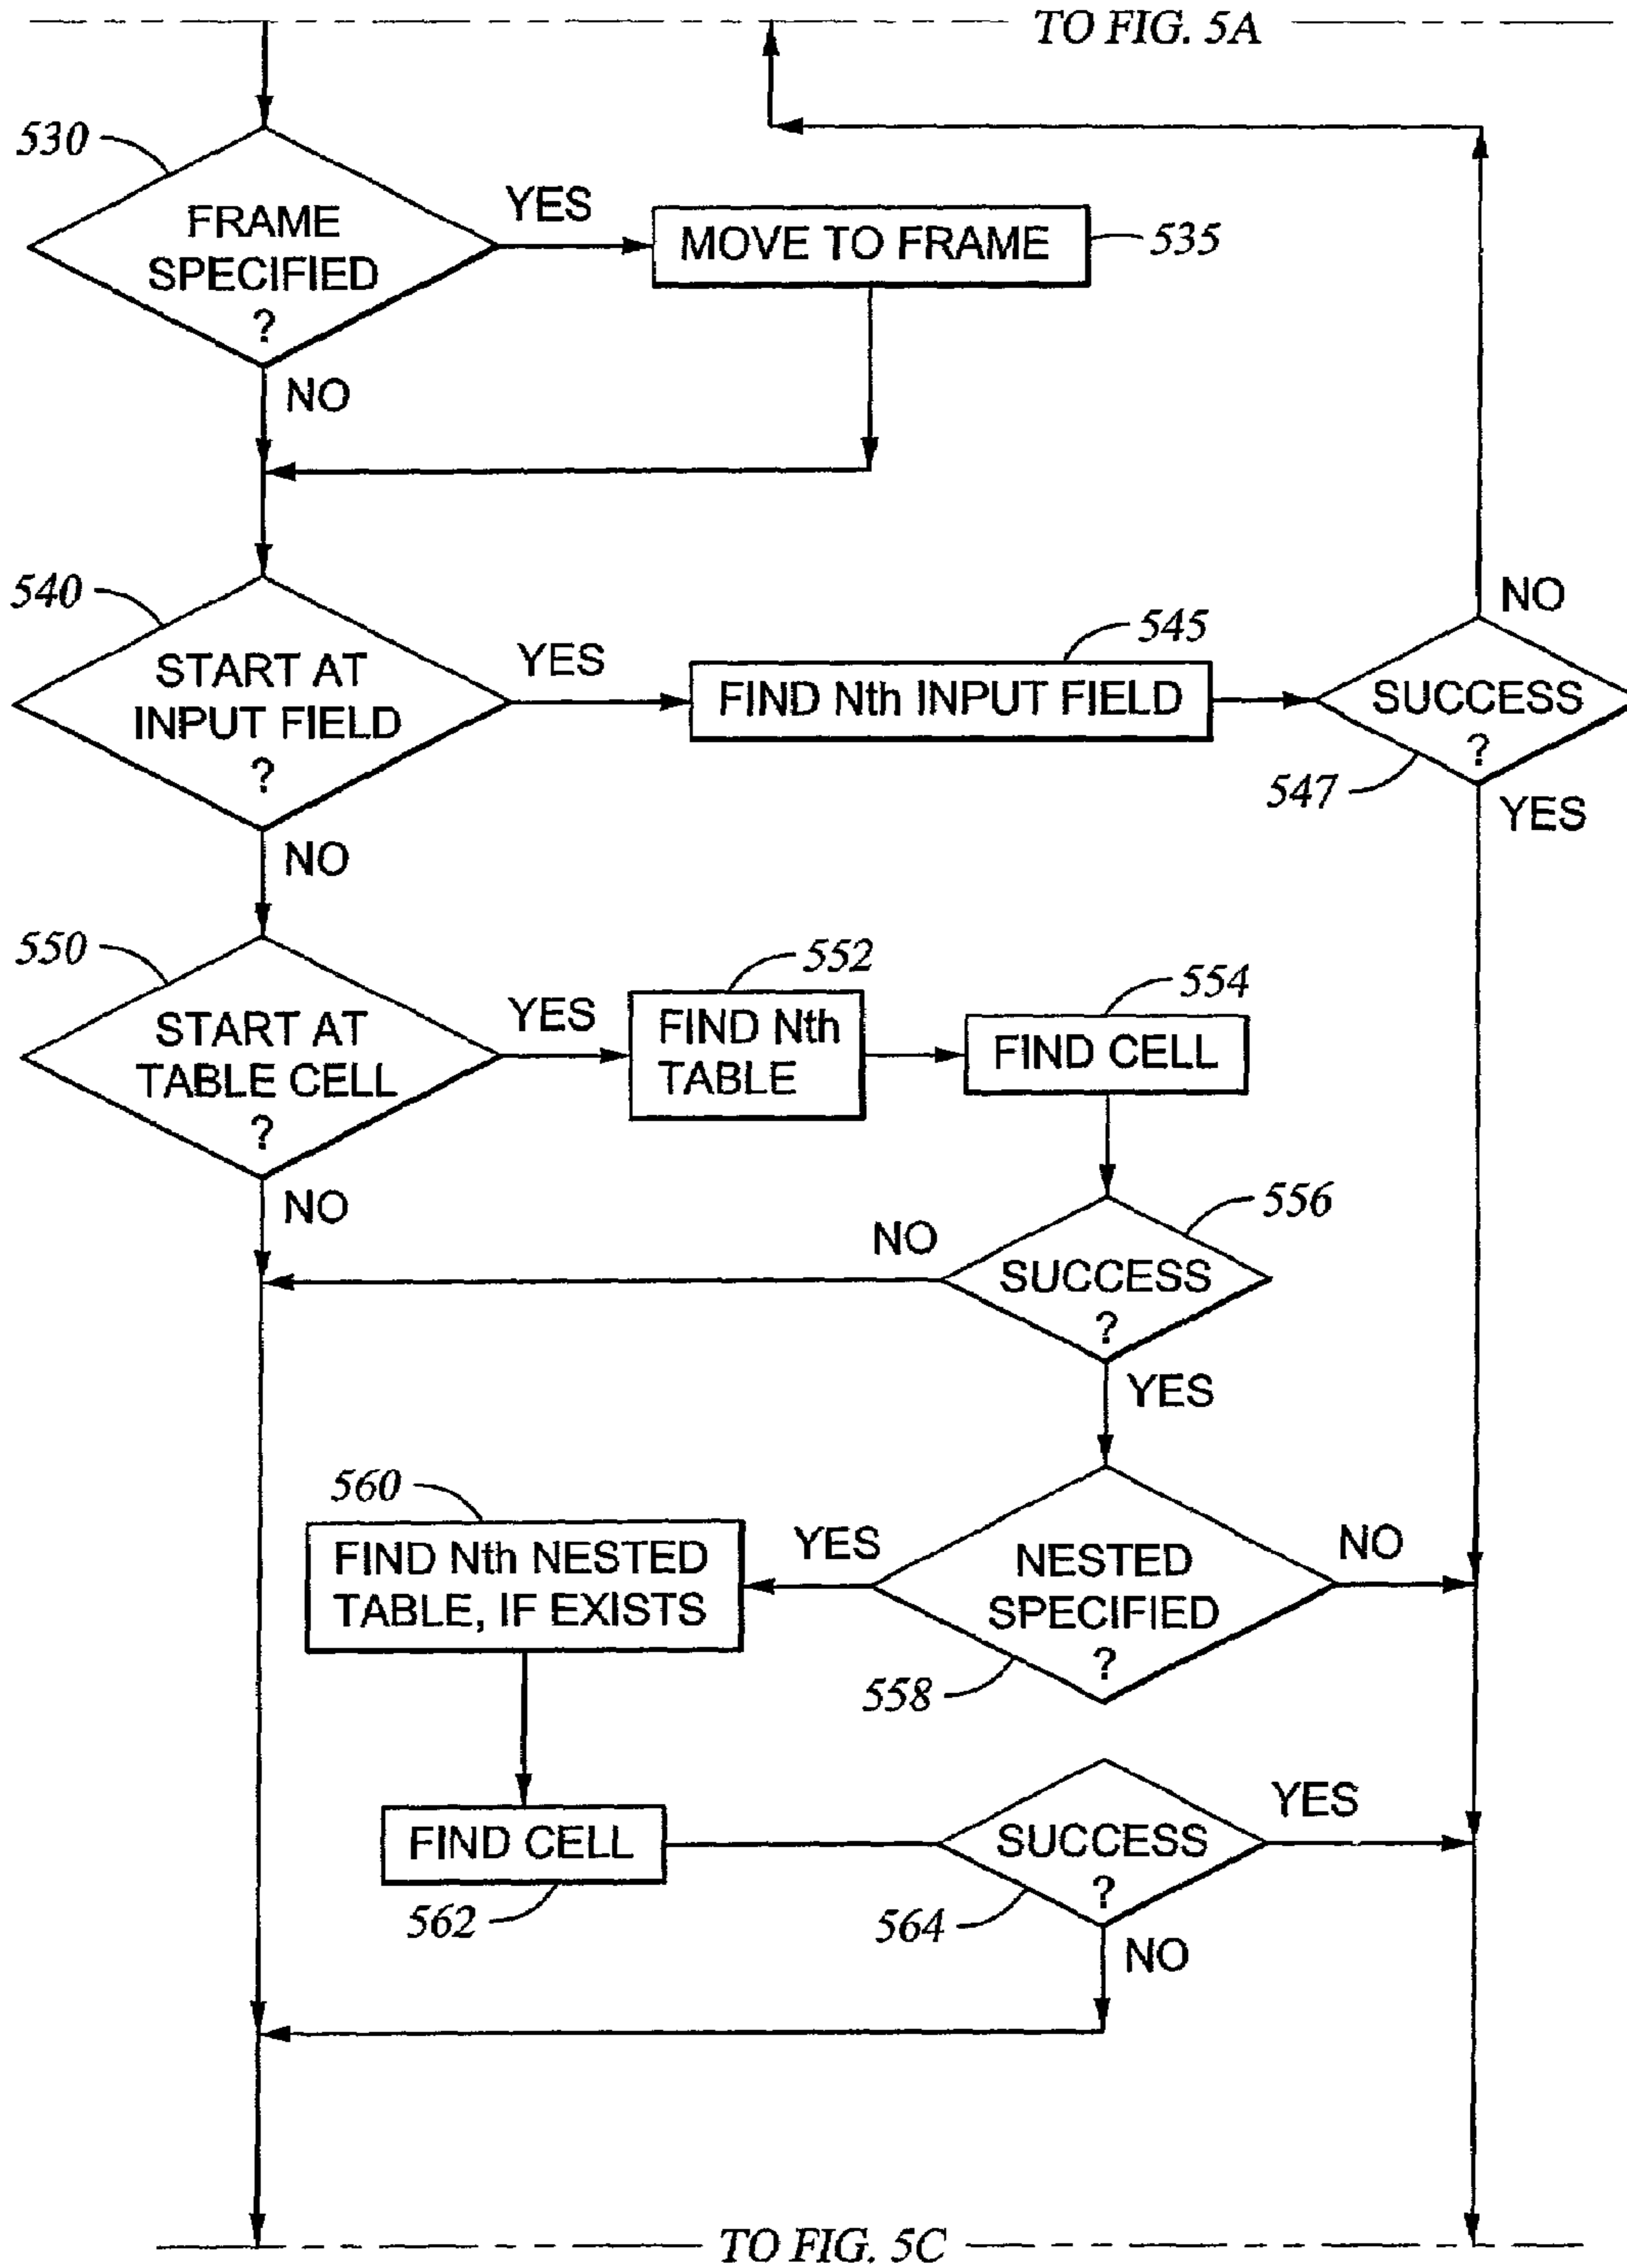 TO FIG. 5A
530
FRAME
SPECIFIED
?
YES
MOVE TO FRAME
535
NO
540
START AT
INPUT FIELD
?
YES
545
FIND Nth INPUT FIELD
NO
SUCCESS
?
547
YES
NO
550
START AT
TABLE CELL
?
YES
552
FIND Nth
TABLE
554
FIND CELL
NO
556
NO
SUCCESS
?
YES
560
FIND Nth NESTED
TABLE, IF EXISTS
YES
NESTED
SPECIFIED
?
NO
558
FIND CELL
562
SUCCESS
?
YES
564
NO
TO FIG. 5C